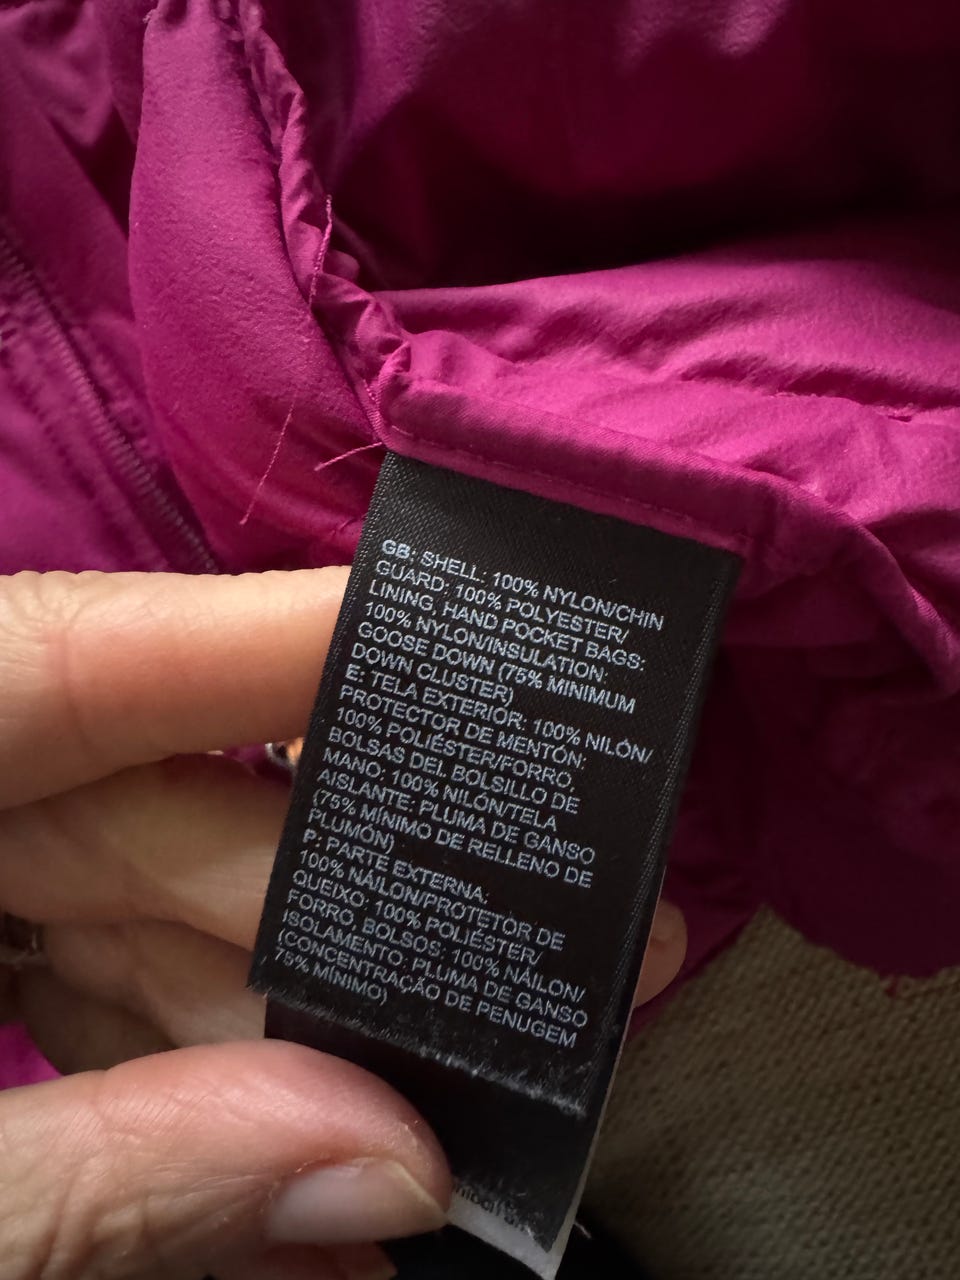 GB: SHELL: 100% NYLON/CHIN
GUARD: 100% POLYESTER/
LINING, HAND POCKET BAGS:
100% NYLON/INSULATION:
GOOSE DOWN (75% MINIMUM
DOWN CLUSTER)
E: TELA EXTERIOR: 100% NILÓN/
PROTECTOR DE MENTÓN:
100% POLIÉSTER/FORRO,
BOLSAS DEL BOLSILLO DE
MANO: 100% NILÓN/TELA
AISLANTE: PLUMA DE GANSO
(75% MÍNIMO DE RELLENO DE
PLUMÓN)
P: PARTE EXTERNA:
100% NÁILON/PROTETOR DE
QUEIXO: 100% POLIÉSTER/
FORRO, BOLSOS: 100% NÁILON/
ISOLAMENTO: PLUMA DE GANSO
(CONCENTRAÇÃO DE PENUGEM
75% MÍNIMO)